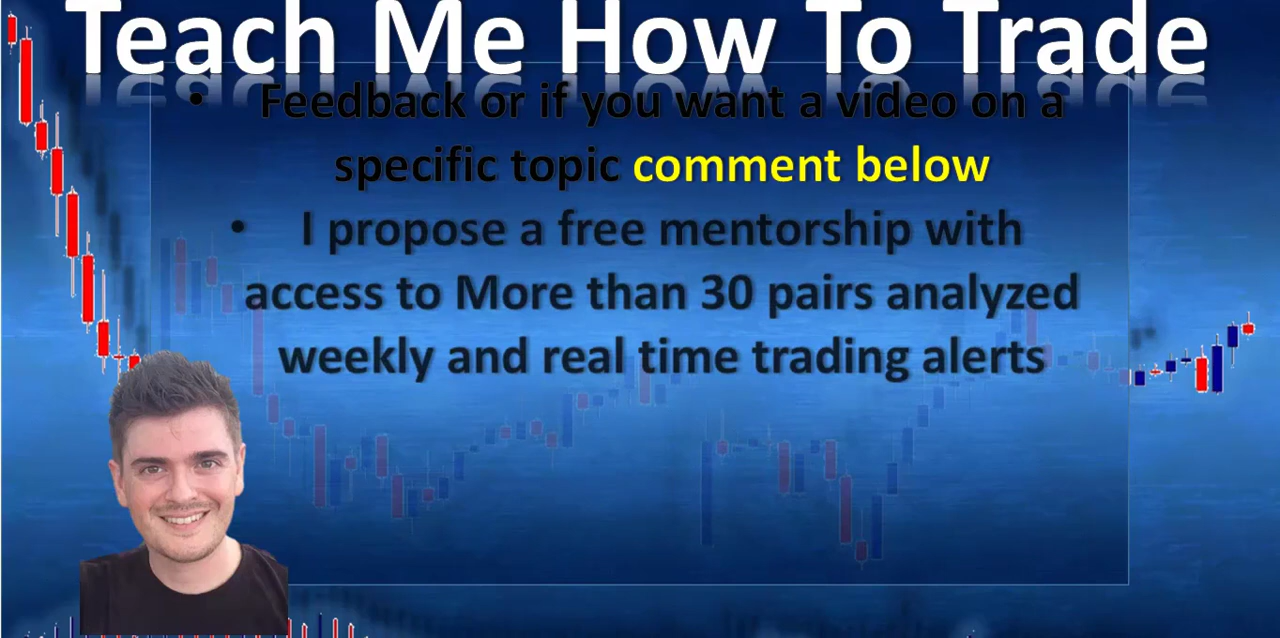 Teach Me How To Trade
• Feedback or if you want a video on a
specific topic comment below
• I propose a free mentorship with
access to More than 30 pairs analyzed
weekly and real time trading alerts